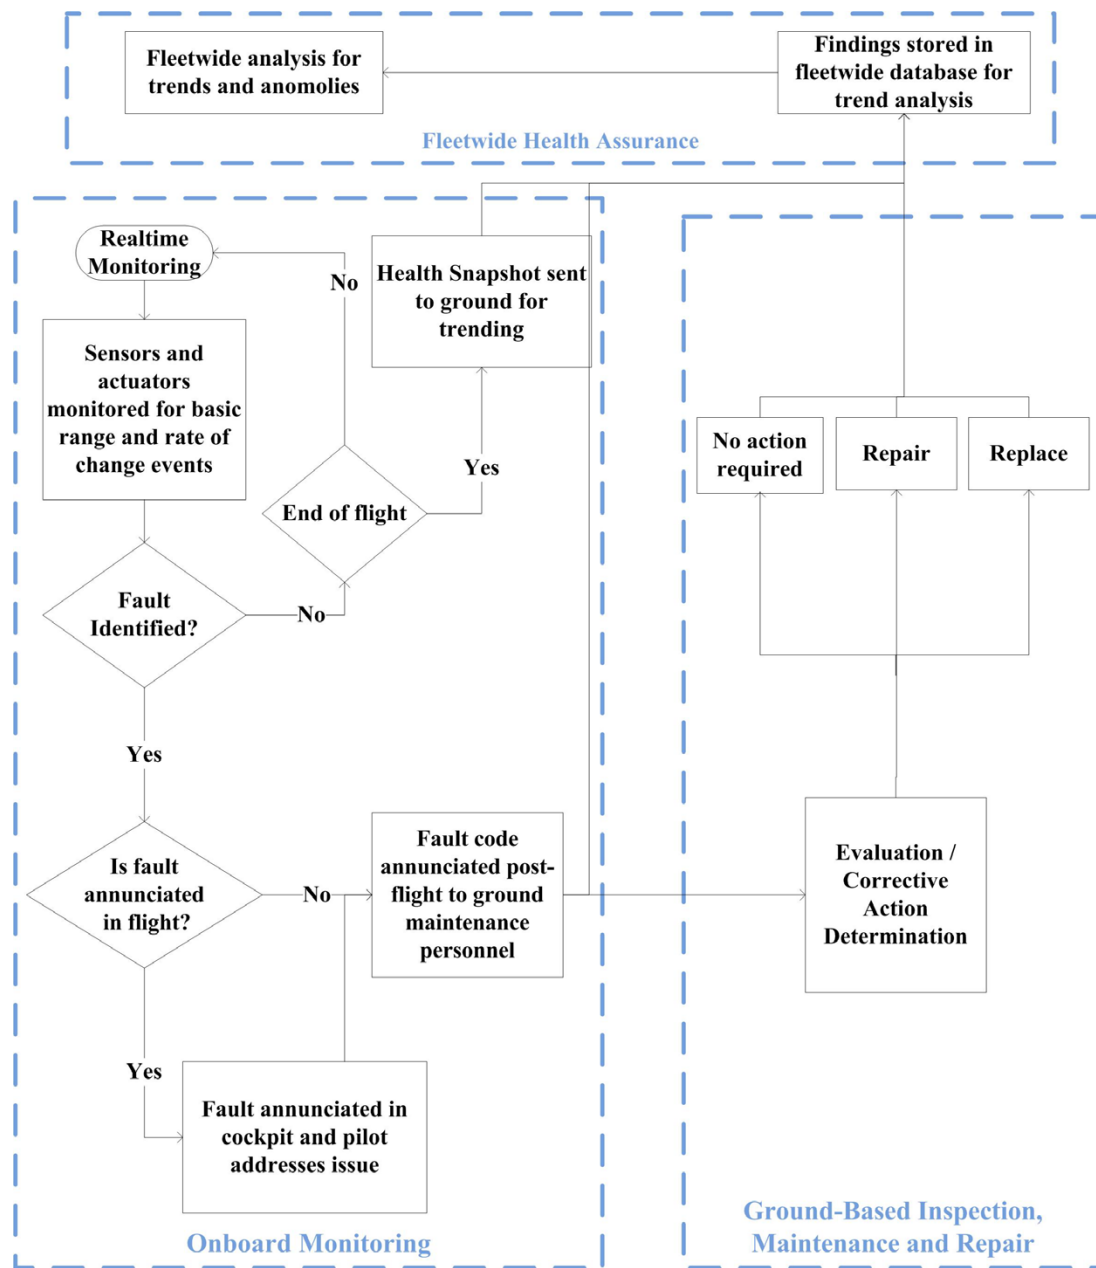 Fleetwide analysis for
trends and anomolies
Findings stored in
fleetwide database for
trend analysis
Fleetwide Health Assurance
Realtime
Monitoring
No
Health Snapshot sent
to ground for
trending
Sensors and
actuators
monitored for basic
range and rate of
change events
No action
required
Repair
Replace
Yes
End of flight
Fault
Identified?
No
Yes
Is fault
annunciated
in flight?
No
Fault code
annunciated post-
flight to ground
maintenance
personnel
Evaluation /
Corrective
Action
Determination
Yes
Fault annunciated in
cockpit and pilot
addresses issue
Onboard Monitoring
Ground-Based Inspection,
Maintenance and Repair